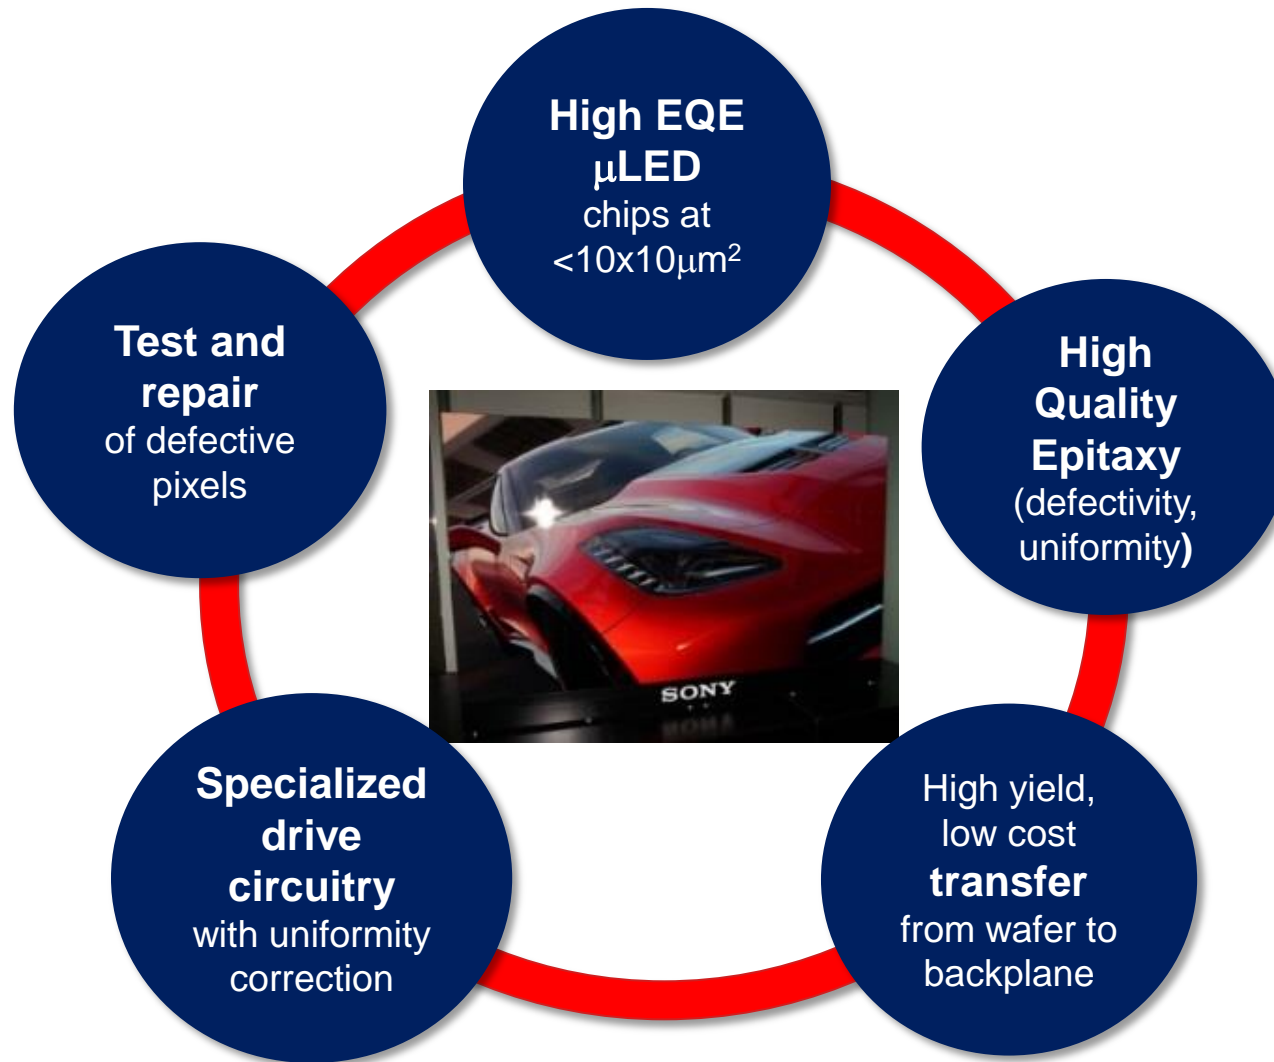 High EQE
μLED
chips at
<10x10μm²
High
Quality
Epitaxy
(defectivity,
uniformity)
High yield,
low cost
transfer
from wafer to
backplane
Specialized
drive
circuitry
with uniformity
correction
Test and
repair
of defective
pixels
SONY